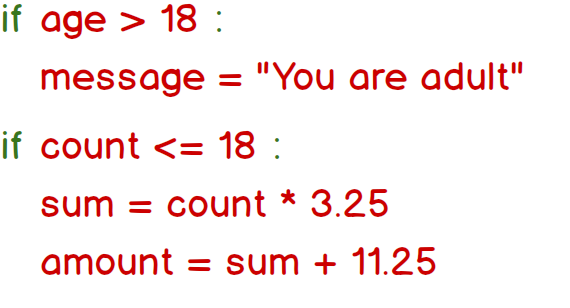 if age > 18 :
message = "You are adult"
if count <= 18 :
sum = count * 3.25
amount = sum + 11.25